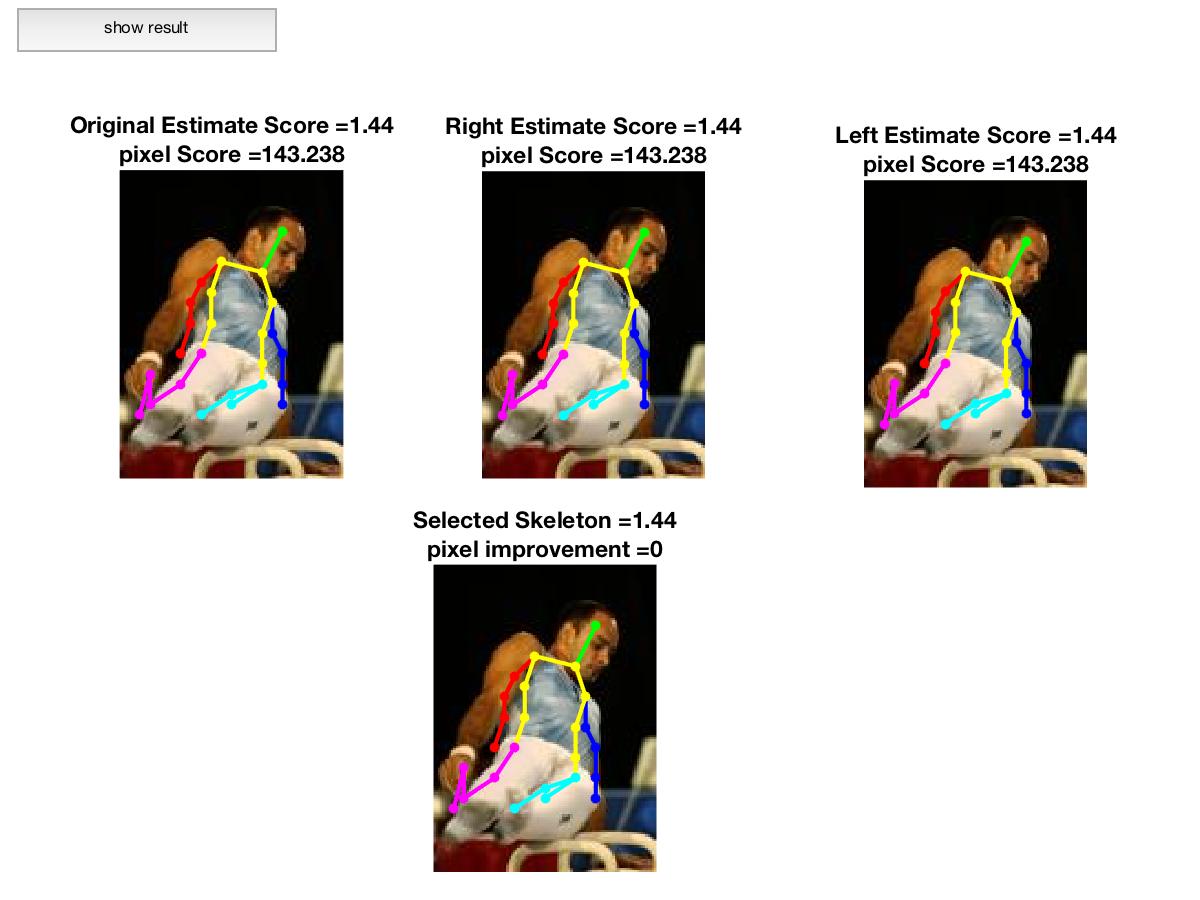 show result
Original Estimate Score =1.44
pixel Score =143.238
Right Estimate Score =1.44
pixel Score =143.238
Left Estimate Score =1.44
pixel Score =143.238
Selected Skeleton =1.44
pixel improvement =0